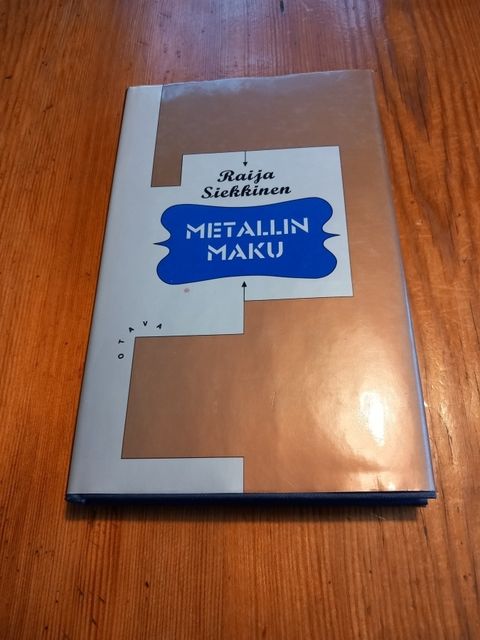 Raija
Siekkinen
METALLIN
MAKU
OTAVA